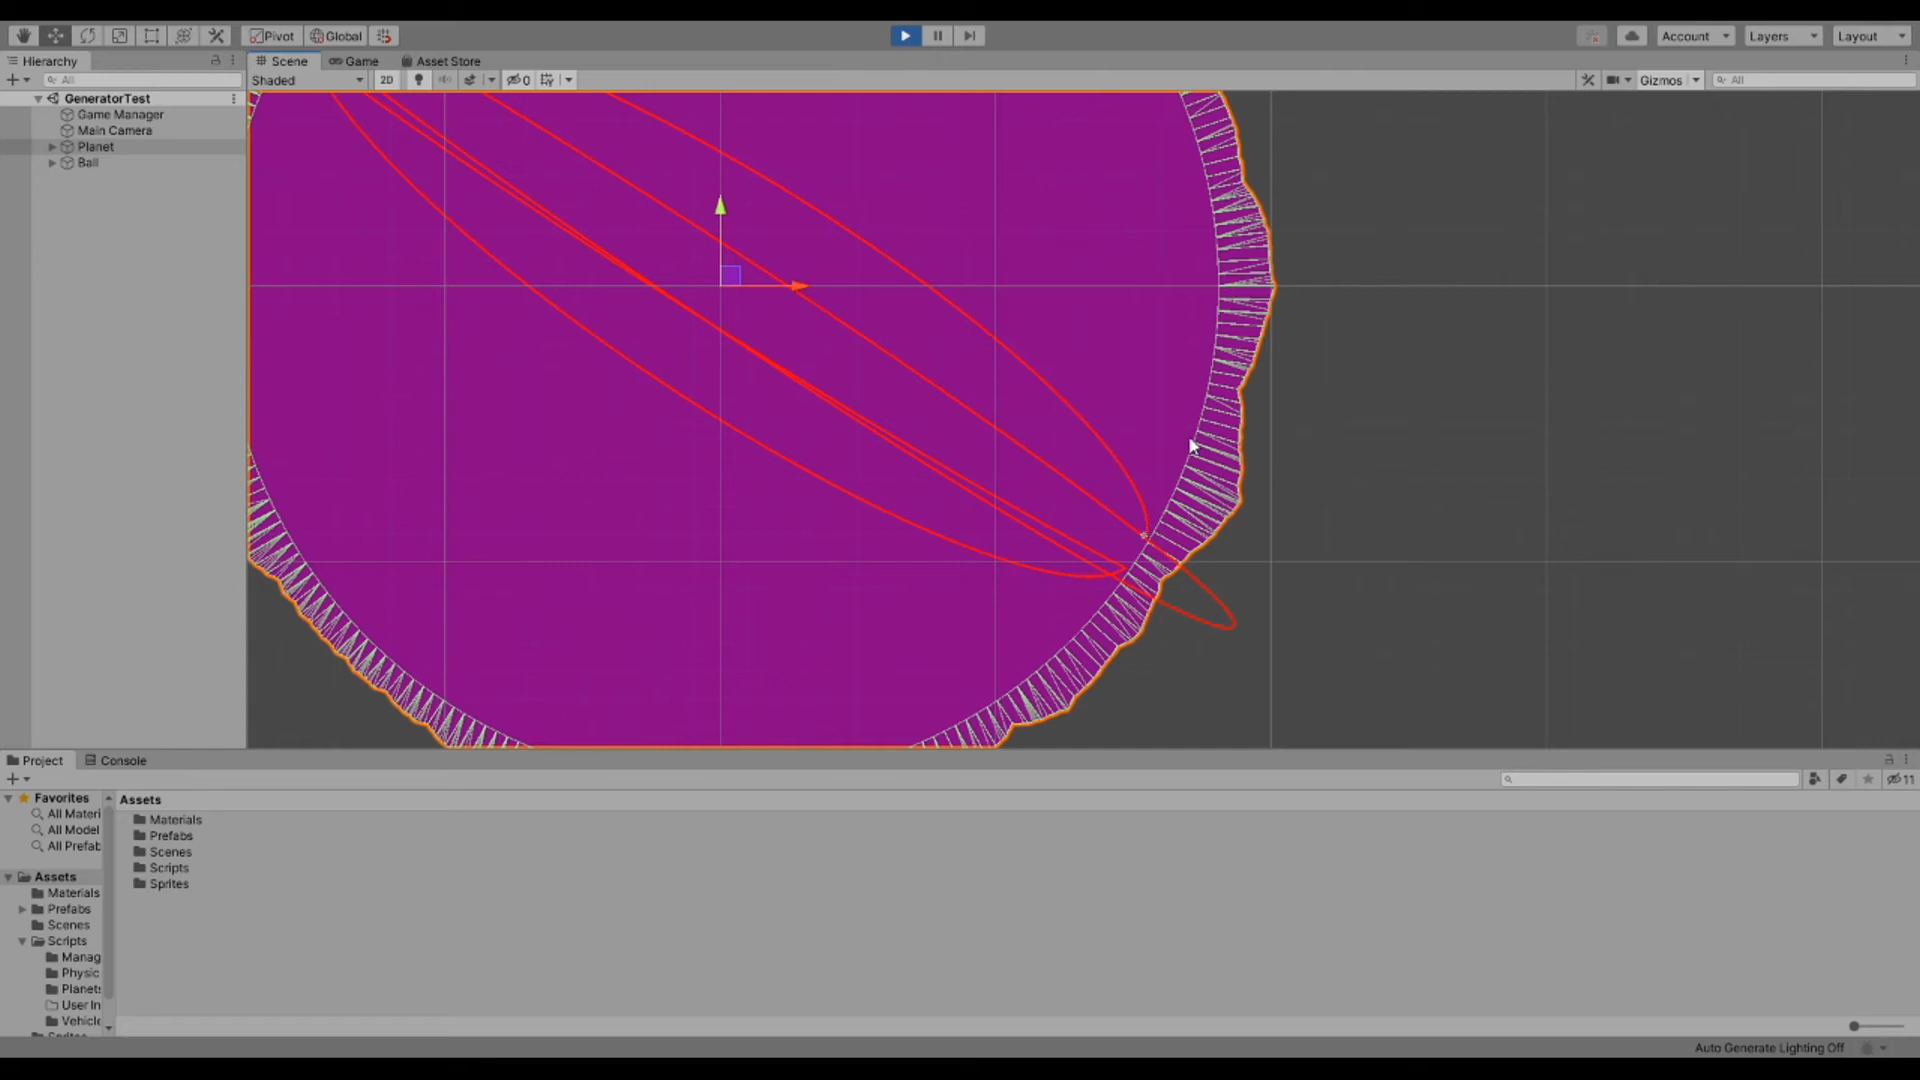 Pivot Global Account Layers Layout
Hierarchy Scene Game Asset Store
All Shaded 2D 0 Gizmos All
GeneratorTest
Game Manager
Main Camera
Planet
Ball
Project Console
11
Favorites Assets
All Materi
All Model
All Prefab
Materials
Prefabs
Scenes
Scripts
Sprites
Assets
Materials
Prefabs
Scenes
Scripts
Manag
Physic
Planets
User In
Vehicle
Auto Generate Lighting Off